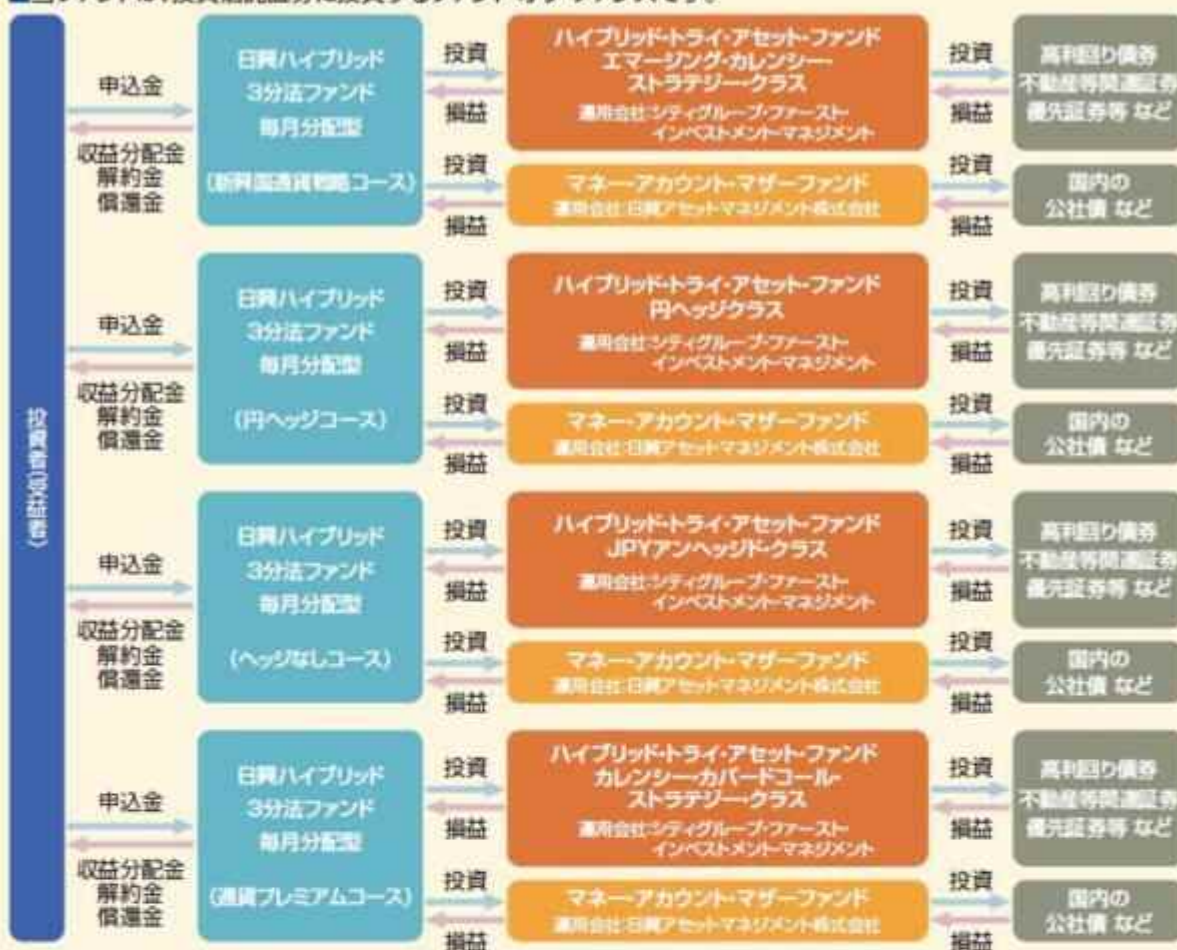 ■当ファンドは、投資信託証券に投資するファンド・オブ・ファンズです。
投資者(受益者)
申込金
収益分配金
解約金
償還金
日興ハイブリッド
3分法ファンド
毎月分配型
(新興国通貨戦略コース)
投資
損益
ハイブリッド・トライ・アセット・ファンド
エマージング・カレンシー・
ストラテジー・クラス
運用会社:シティグループ・ファースト・
インベストメント・マネジメント
投資
損益
高利回り債券
不動産等関連証券
優先証券等 など
投資
損益
マネー・アカウント・マザーファンド
運用会社:日興アセットマネジメント株式会社
投資
損益
国内の
公社債 など
申込金
収益分配金
解約金
償還金
日興ハイブリッド
3分法ファンド
毎月分配型
(円ヘッジコース)
投資
損益
ハイブリッド・トライ・アセット・ファンド
円ヘッジクラス
運用会社:シティグループ・ファースト・
インベストメント・マネジメント
投資
損益
高利回り債券
不動産等関連証券
優先証券等 など
投資
損益
マネー・アカウント・マザーファンド
運用会社:日興アセットマネジメント株式会社
投資
損益
国内の
公社債 など
申込金
収益分配金
解約金
償還金
日興ハイブリッド
3分法ファンド
毎月分配型
(ヘッジなしコース)
投資
損益
ハイブリッド・トライ・アセット・ファンド
JPYアンヘッジド・クラス
運用会社:シティグループ・ファースト・
インベストメント・マネジメント
投資
損益
高利回り債券
不動産等関連証券
優先証券等 など
投資
損益
マネー・アカウント・マザーファンド
運用会社:日興アセットマネジメント株式会社
投資
損益
国内の
公社債 など
申込金
収益分配金
解約金
償還金
日興ハイブリッド
3分法ファンド
毎月分配型
(通貨プレミアムコース)
投資
損益
ハイブリッド・トライ・アセット・ファンド
カレンシー・カバードコール・
ストラテジー・クラス
運用会社:シティグループ・ファースト・
インベストメント・マネジメント
投資
損益
高利回り債券
不動産等関連証券
優先証券等 など
投資
損益
マネー・アカウント・マザーファンド
運用会社:日興アセットマネジメント株式会社
投資
損益
国内の
公社債 など